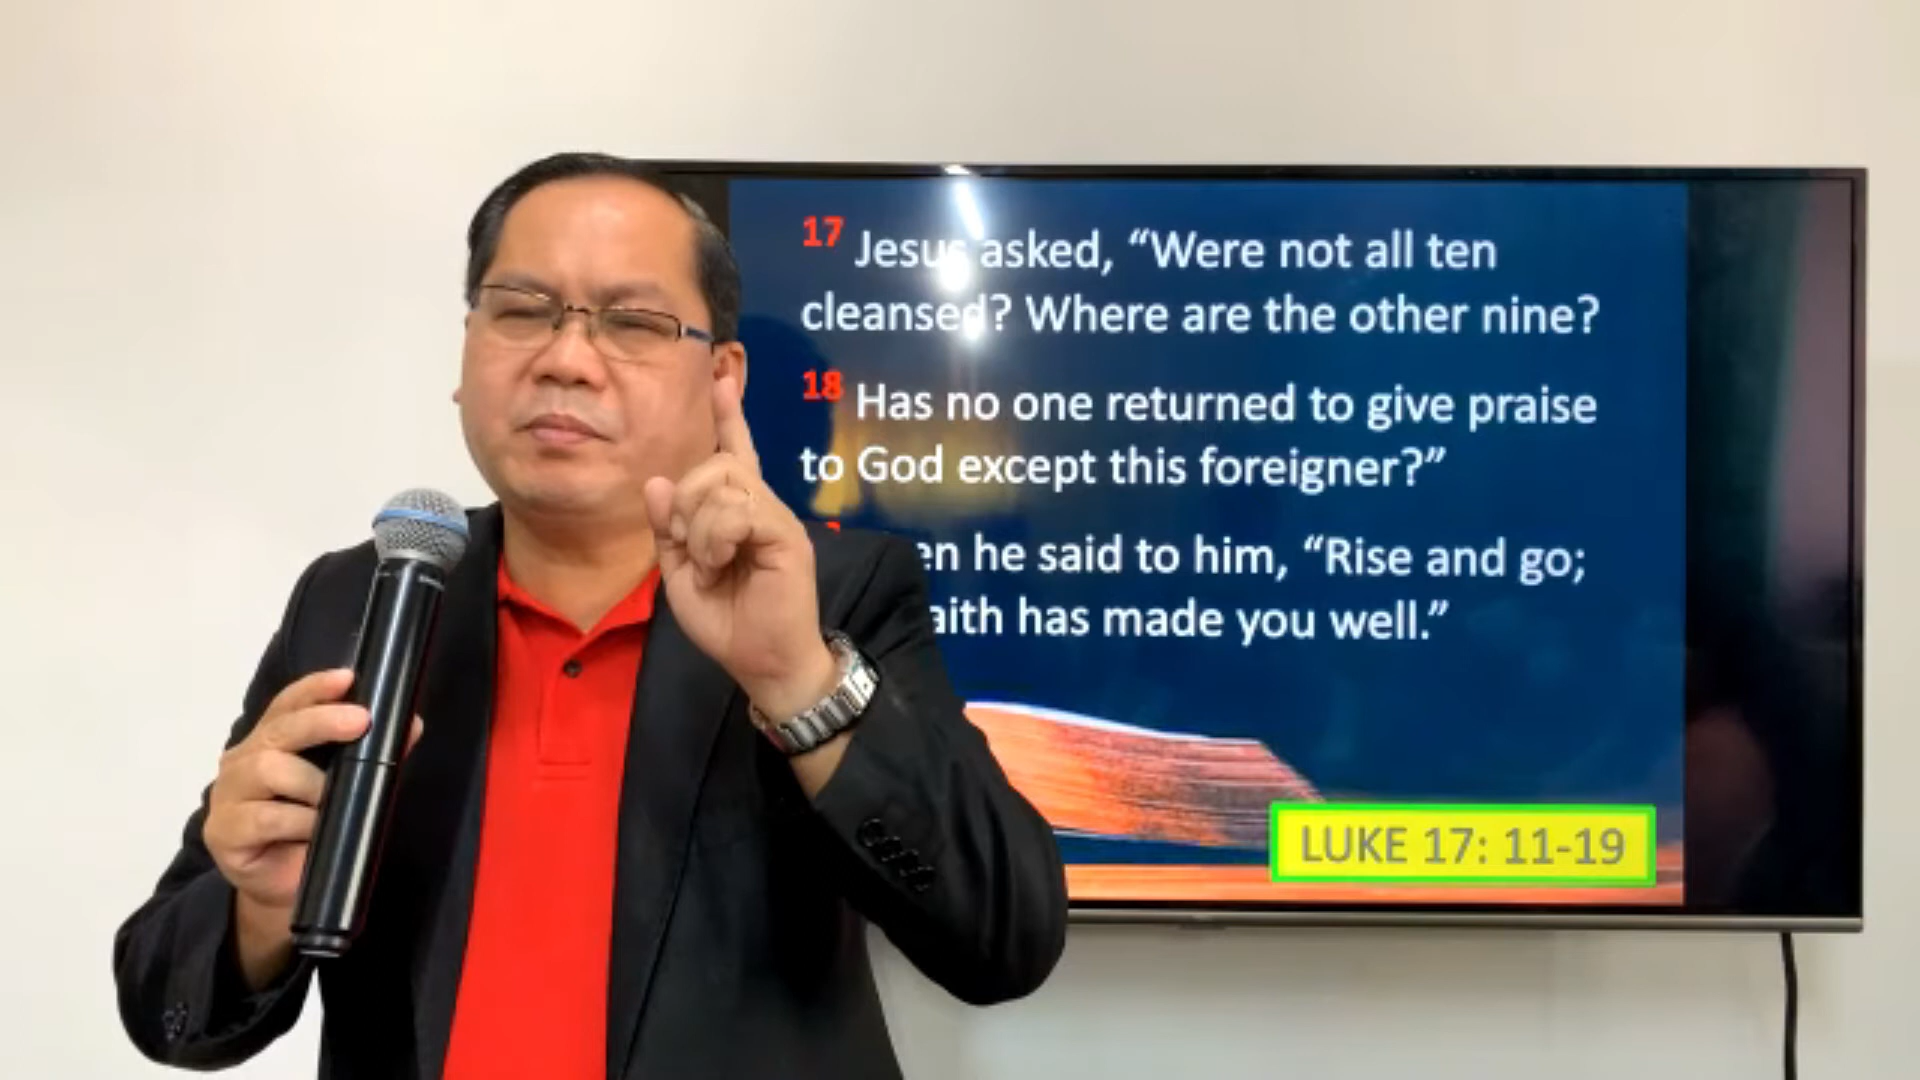 17 Jesus asked, “Were not all ten
cleansed? Where are the other nine?
18 Has no one returned to give praise
to God except this foreigner?”
en he said to him, “Rise and go;
aith has made you well.”
LUKE 17: 11-19